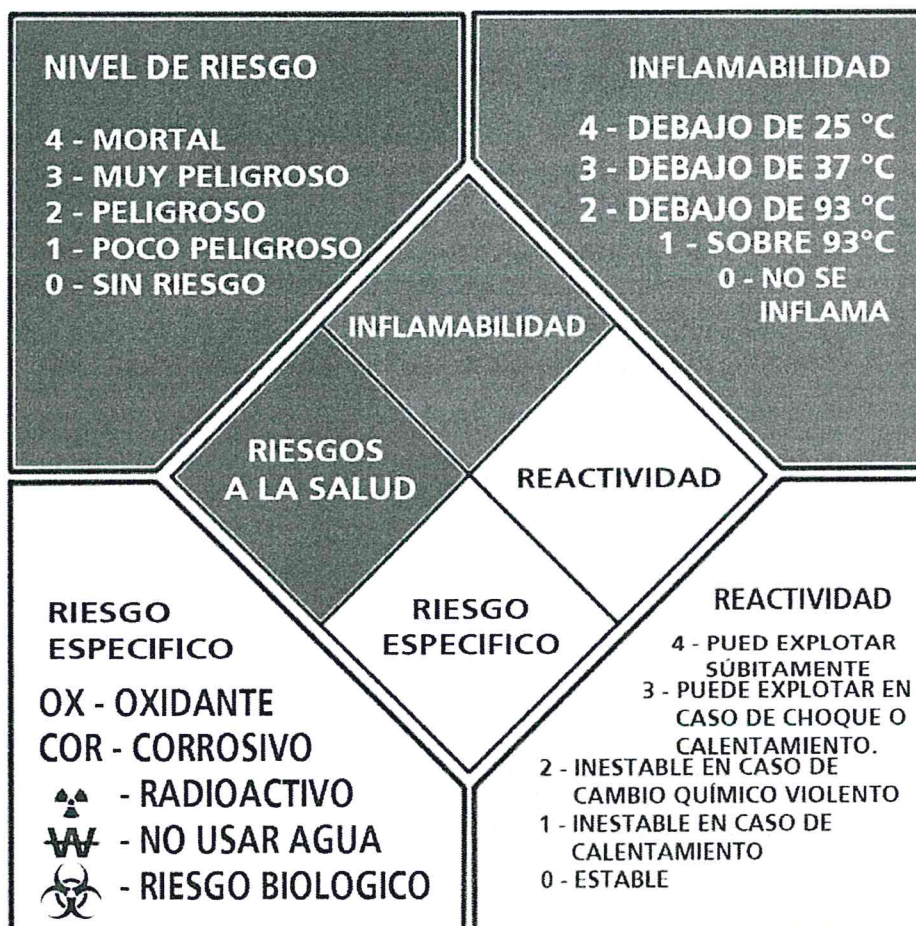 NIVEL DE RIESGO
4 - MORTAL
3 - MUY PELIGROSO
2 - PELIGROSO
1 - POCO PELIGROSO
0 - SIN RIESGO
INFLAMABILIDAD
4 - DEBAJO DE 25 °C
3 - DEBAJO DE 37 °C
2 - DEBAJO DE 93 °C
1 - SOBRE 93°C
0 - NO SE
INFLAMA
INFLAMABILIDAD
RIESGOS
A LA SALUD
REACTIVIDAD
RIESGO
ESPECIFICO
RIESGO
ESPECIFICO
OX - OXIDANTE
COR - CORROSIVO
- RADIOACTIVO
W - NO USAR AGUA
- RIESGO BIOLOGICO
REACTIVIDAD
4 - PUED EXPLOTAR
SÚBITAMENTE
3 - PUEDE EXPLOTAR EN
CASO DE CHOQUE O
CALENTAMIENTO.
2 - INESTABLE EN CASO DE
CAMBIO QUÍMICO VIOLENTO
1 - INESTABLE EN CASO DE
CALENTAMIENTO
0 - ESTABLE